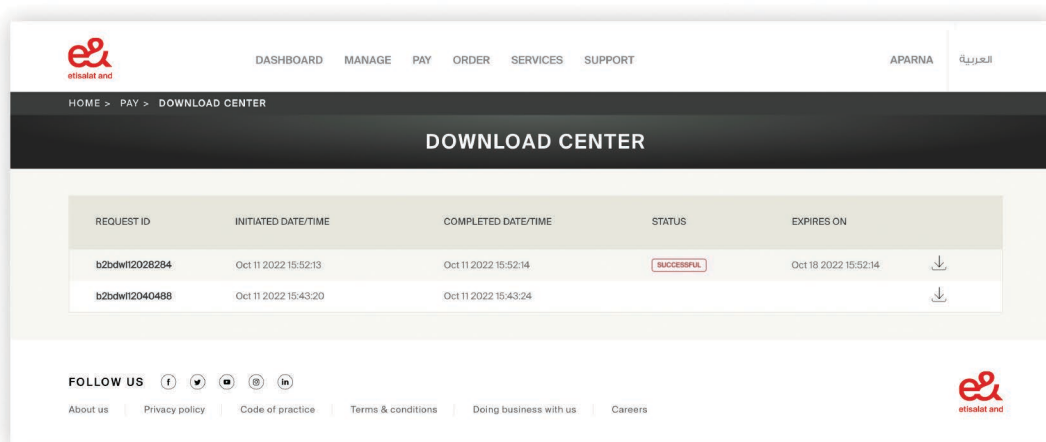 e&
etisalat and
DASHBOARD MANAGE PAY ORDER SERVICES SUPPORT APARNA العربية
HOME > PAY > DOWNLOAD CENTER
DOWNLOAD CENTER
REQUEST ID INITIATED DATE/TIME COMPLETED DATE/TIME STATUS EXPIRES ON
b2bdwl12028284 Oct 11 2022 15:52:13 Oct 11 2022 15:52:14 SUCCESSFUL Oct 18 2022 15:52:14
b2bdwl12040488 Oct 11 2022 15:43:20 Oct 11 2022 15:43:24
FOLLOW US
About us Privacy policy Code of practice Terms & conditions Doing business with us Careers
e&
etisalat and